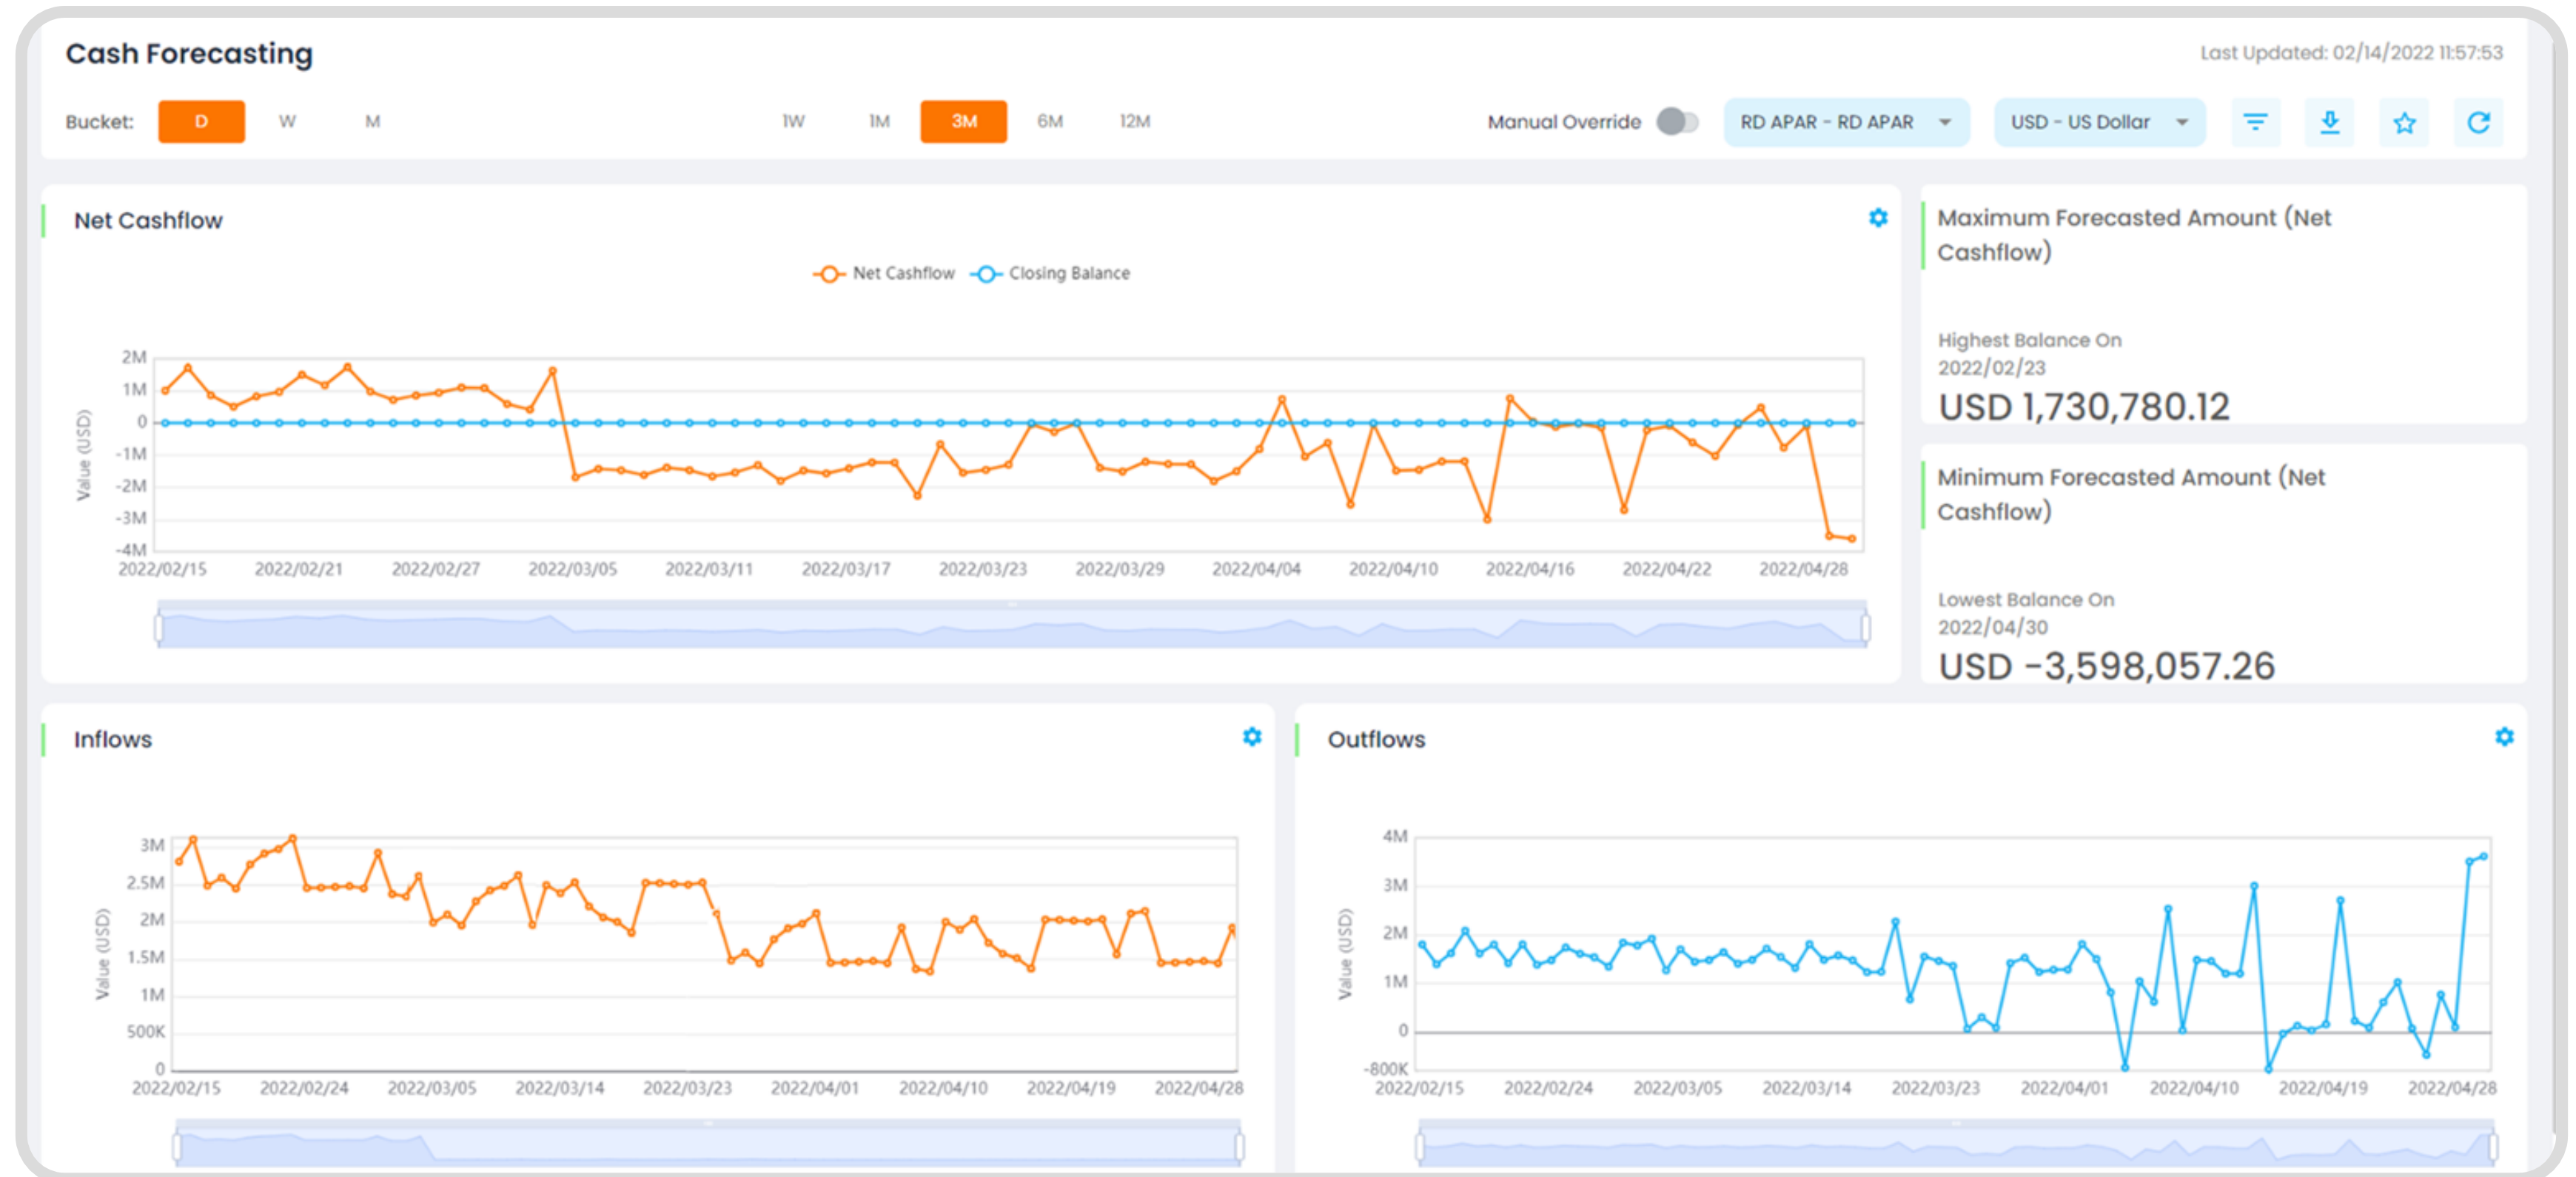 Cash Forecasting
Last Updated: 02/14/2022 11:57:53
Bucket: D W M 1W 1M 3M 6M 12M Manual Override RD APAR - RD APAR USD - US Dollar
Net Cashflow
Net Cashflow Closing Balance
Value (USD)
2M
1M
0
-1M
-2M
-3M
-4M
2022/02/15 2022/02/21 2022/02/27 2022/03/05 2022/03/11 2022/03/17 2022/03/23 2022/03/29 2022/04/04 2022/04/10 2022/04/16 2022/04/22 2022/04/28
Maximum Forecasted Amount (Net
Cashflow)
Highest Balance On
2022/02/23
USD 1,730,780.12
Minimum Forecasted Amount (Net
Cashflow)
Lowest Balance On
2022/04/30
USD -3,598,057.26
Inflows
Value (USD)
3M
2.5M
2M
1.5M
1M
500K
0
2022/02/15 2022/02/24 2022/03/05 2022/03/14 2022/03/23 2022/04/01 2022/04/10 2022/04/19 2022/04/28
Outflows
Value (USD)
4M
3M
2M
1M
0
-800K
2022/02/15 2022/02/24 2022/03/05 2022/03/14 2022/03/23 2022/04/01 2022/04/10 2022/04/19 2022/04/28